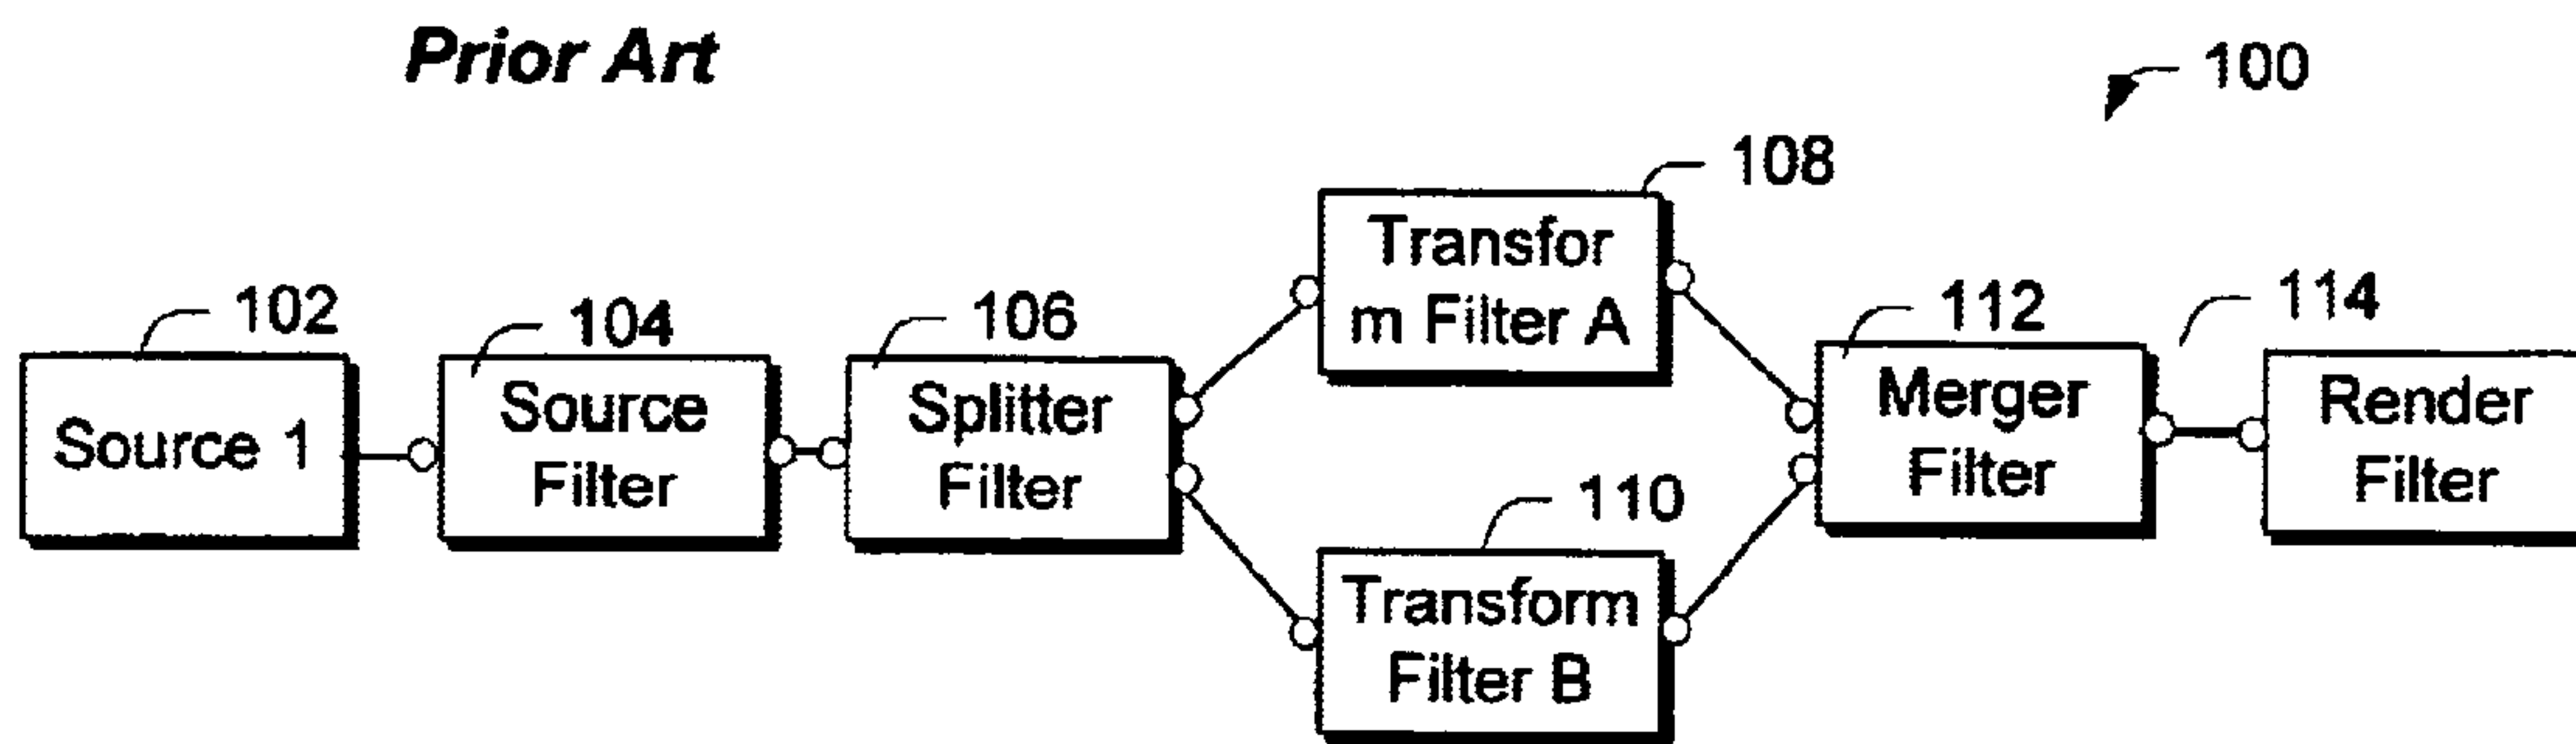 Prior Art
100
108
Transfor
m Filter A
102
104
106
112
114
Source 1
Source
Filter
Splitter
Filter
Merger
Filter
Render
Filter
110
Transform
Filter B